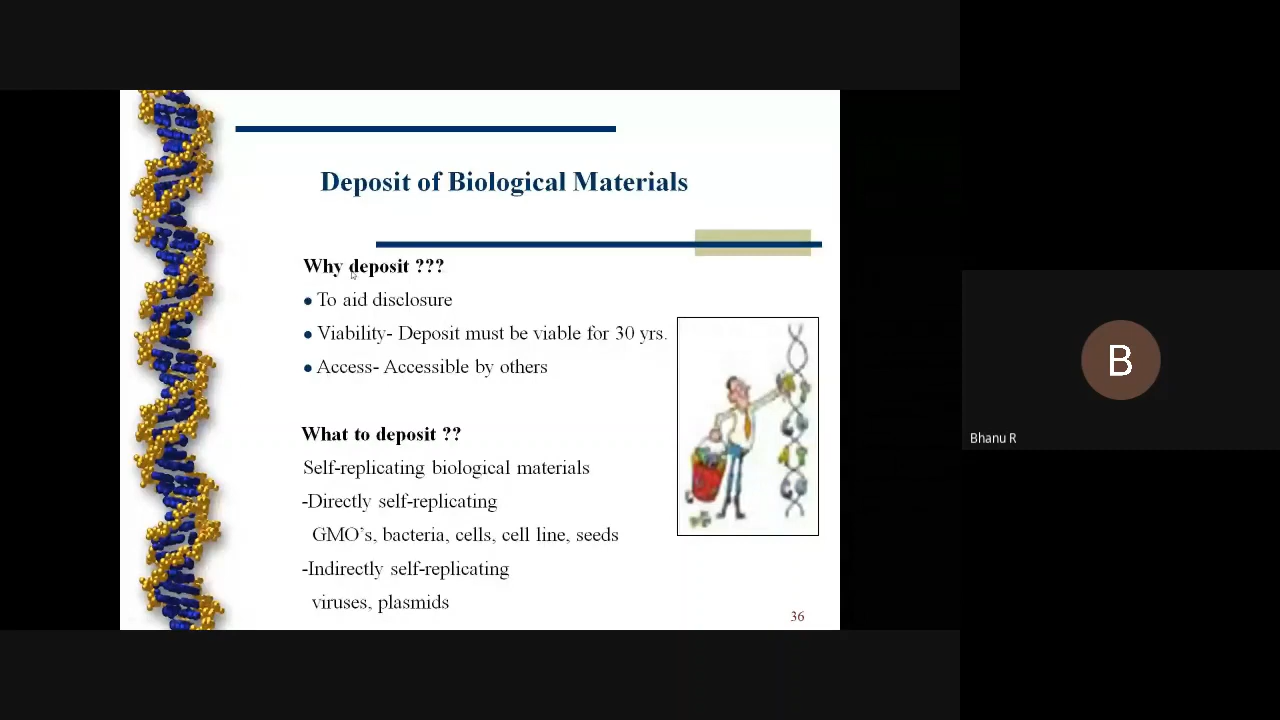 Deposit of Biological Materials
Why deposit ???
● To aid disclosure
● Viability- Deposit must be viable for 30 yrs.
● Access- Accessible by others
What to deposit ??
Self-replicating biological materials
-Directly self-replicating
GMO's, bacteria, cells, cell line, seeds
-Indirectly self-replicating
viruses, plasmids
36
B
Bhanu R